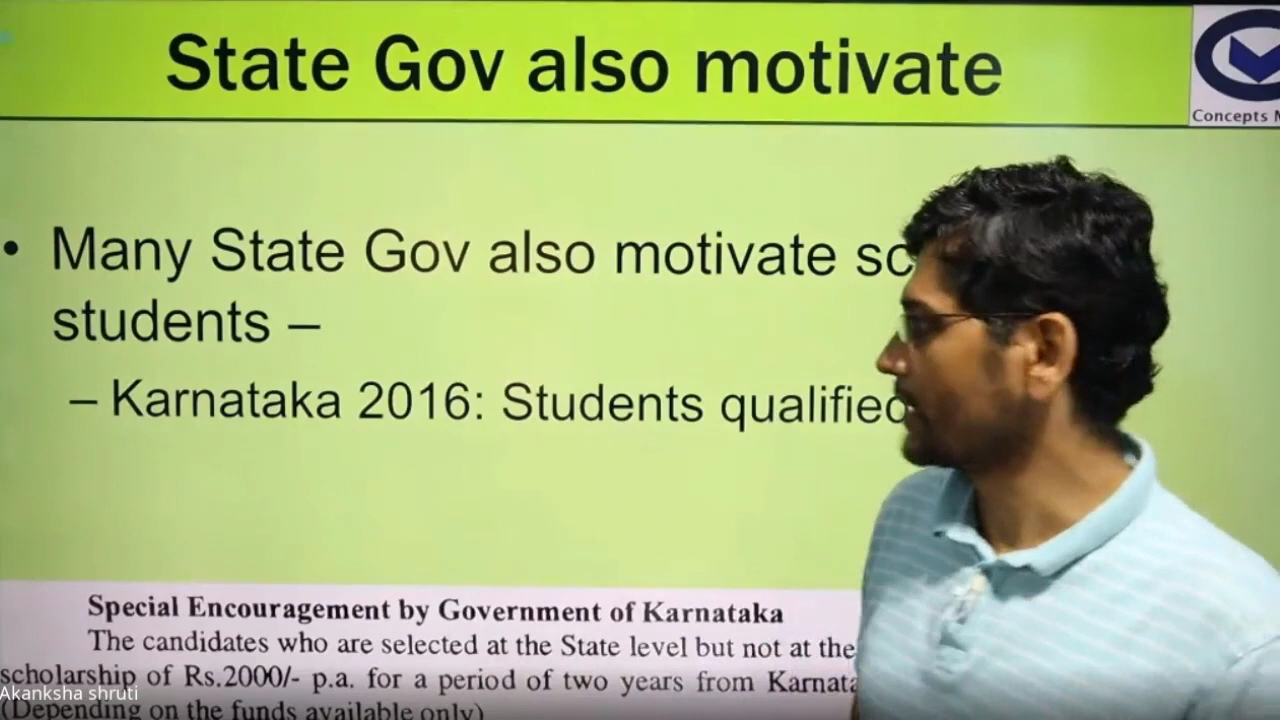 State Gov also motivate
Concepts
• Many State Gov also motivate
students –
– Karnataka 2016: Students qualified
Special Encouragement by Government of Karnataka
The candidates who are selected at the State level but not at the
scholarship of Rs.2000/- p.a. for a period of two years from
Akanksha shruti
(Depending on the funds available only)